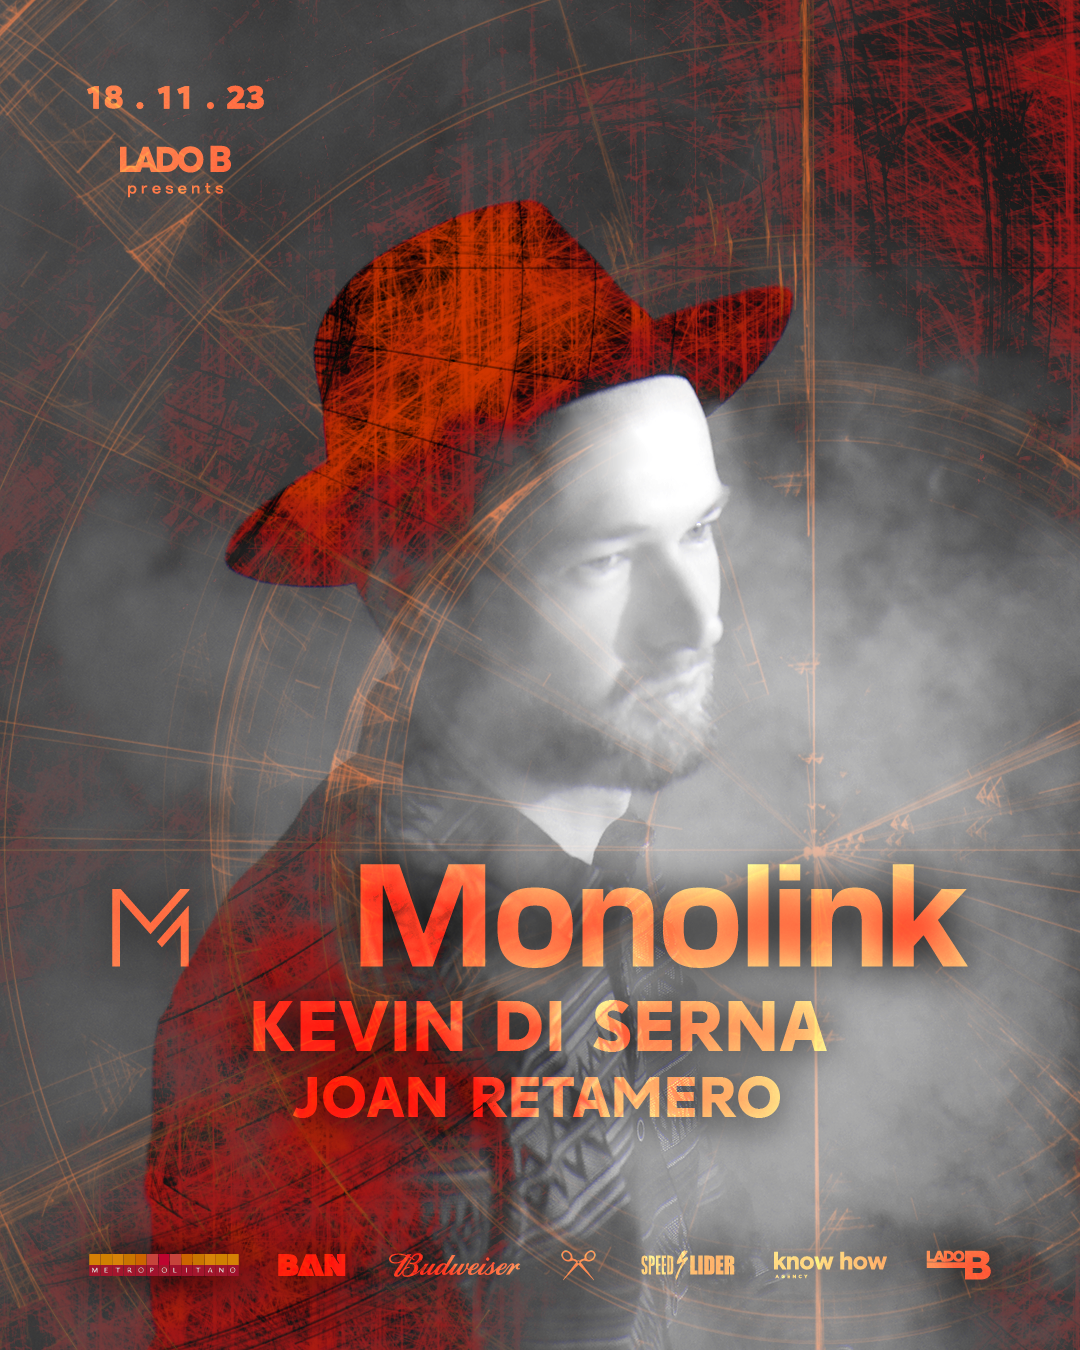 18 . 11 . 23
LADO B
presents
Monolink
KEVIN DI SERNA
JOAN RETAMERO
METROPOLITANO
BAN
Budweiser
SPEED LIDER
know how
AGENCY
LADO B